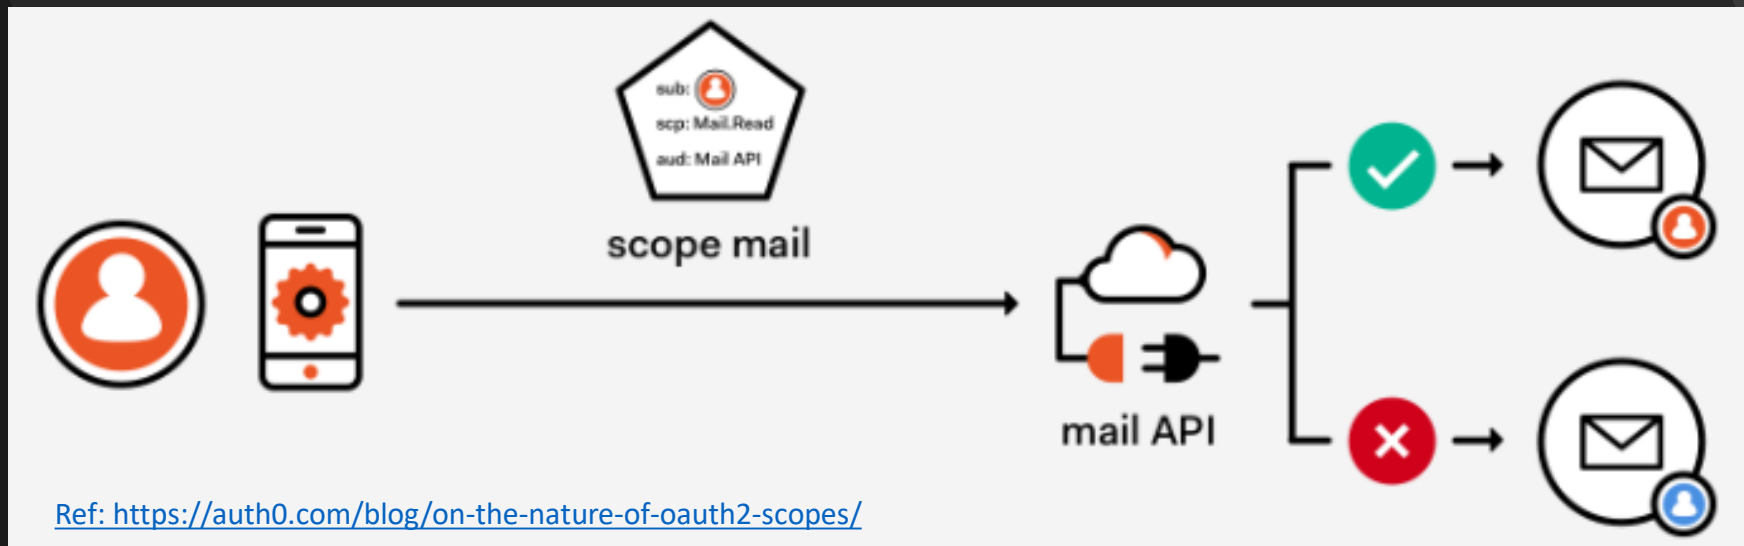 sub:
scp: Mail.Read
aud: Mail API
scope mail
mail API
Ref: https://auth0.com/blog/on-the-nature-of-oauth2-scopes/